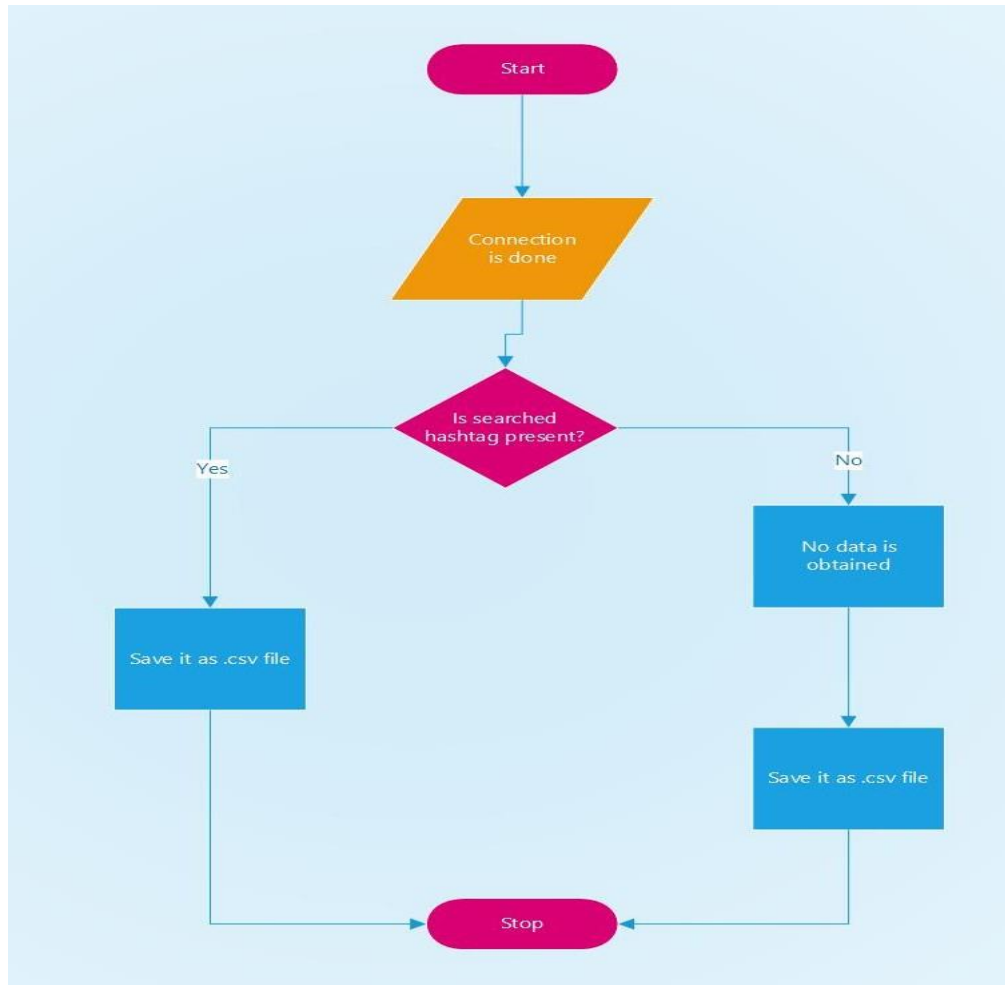 Start
Connection
is done
Is searched
hashtag present?
Yes
No
No data is
obtained
Save it as .csv file
Save it as .csv file
Stop